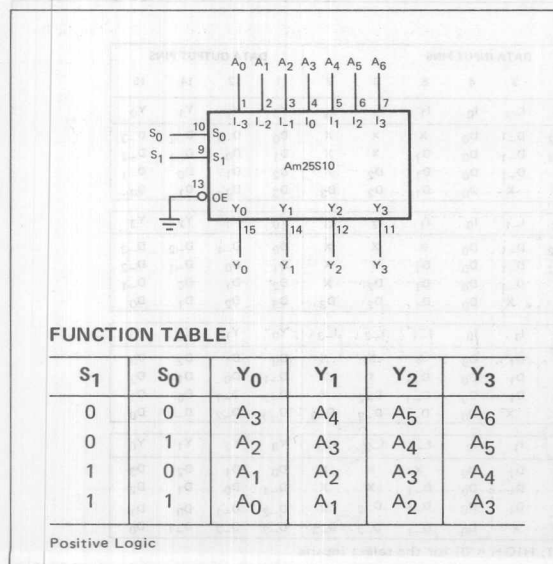 A0 A1 A2 A3 A4 A5 A6
1 2 3 4 5 6 7
I-3 I-2 I-1 I0 I1 I2 I3
S0 10 S0
S1 9 S1
Am25S10
13 OE
Y0 Y1 Y2 Y3
15 14 12 11
Y0 Y1 Y2 Y3
FUNCTION TABLE
S1 S0 Y0 Y1 Y2 Y3
0 0 A3 A4 A5 A6
0 1 A2 A3 A4 A5
1 0 A1 A2 A3 A4
1 1 A0 A1 A2 A3
Positive Logic